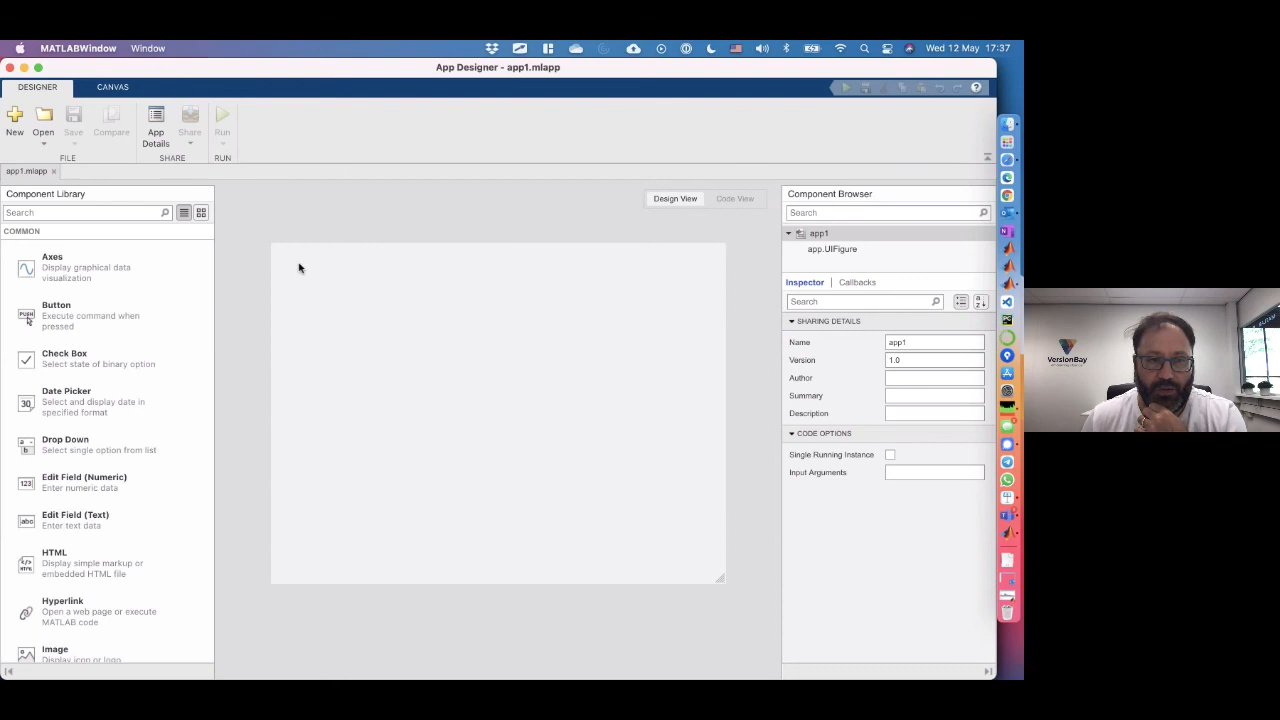 MATLABWindow Window Wed 12 May 17:37
App Designer - app1.mlapp
DESIGNER CANVAS
New Open Save Compare App Details Share Run
FILE SHARE RUN
app1.mlapp
Component Library
Search
COMMON
Axes
Display graphical data
visualization
Button
Execute command when
pressed
Check Box
Select state of binary option
Date Picker
Select and display date in
specified format
Drop Down
Select single option from list
Edit Field (Numeric)
Enter numeric data
Edit Field (Text)
Enter text data
HTML
Display simple markup or
embedded HTML file
Hyperlink
Open a web page or execute
MATLAB code
Image
Display icon or logo
Design View Code View
Component Browser
Search
app1
app.UIFigure
Inspector Callbacks
Search
SHARING DETAILS
Name app1
Version 1.0
Author
Summary
Description
CODE OPTIONS
Single Running Instance
Input Arguments
VersionBay